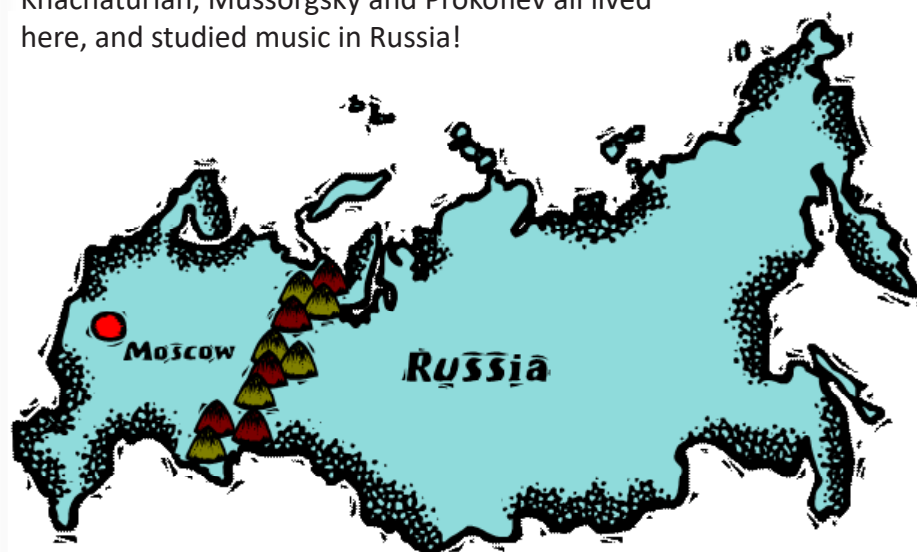 Khachaturian, Mussorgsky and Prokofiev all lived
here, and studied music in Russia!
Moscow
Russia